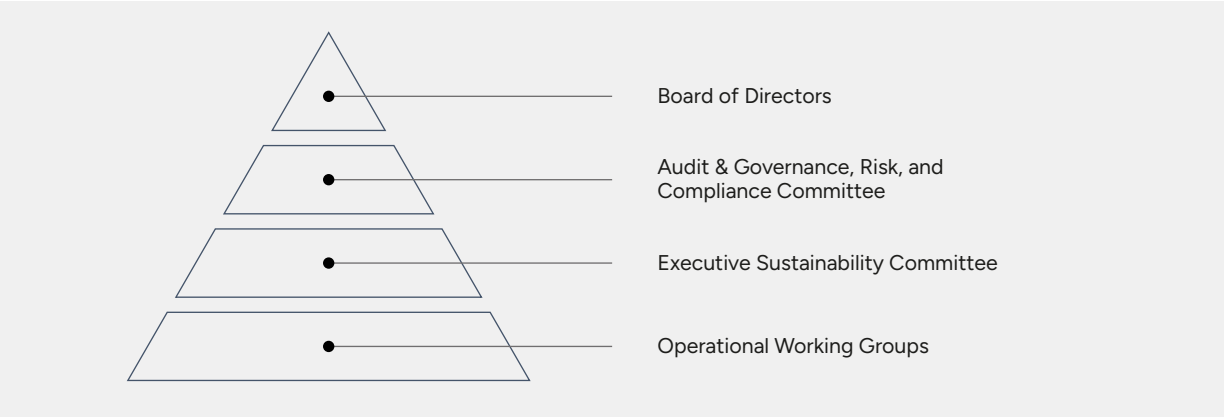 Board of Directors
Audit & Governance, Risk, and
Compliance Committee
Executive Sustainability Committee
Operational Working Groups